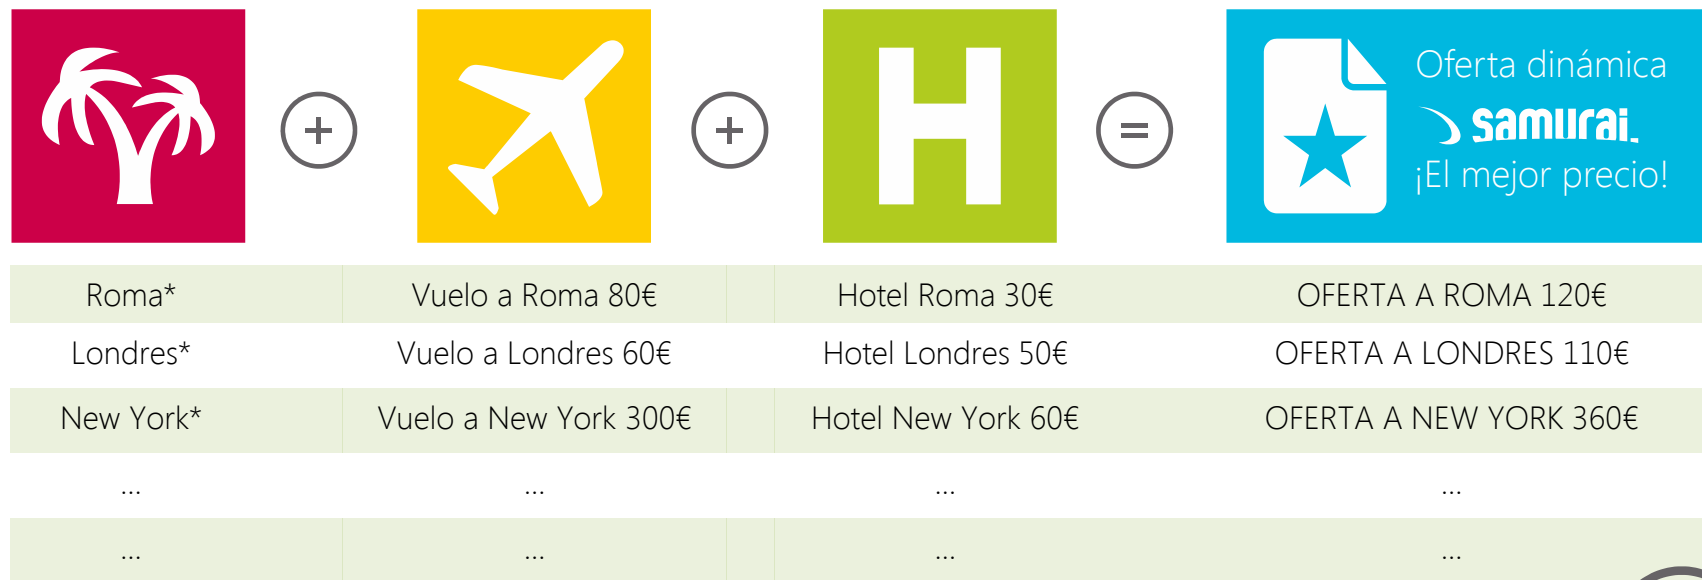 +
+
H
=
Oferta dinámica
samurai.
¡El mejor precio!
Roma* Vuelo a Roma 80€ Hotel Roma 30€ OFERTA A ROMA 120€
Londres* Vuelo a Londres 60€ Hotel Londres 50€ OFERTA A LONDRES 110€
New York* Vuelo a New York 300€ Hotel New York 60€ OFERTA A NEW YORK 360€
... ... ... ...
... ... ... ...